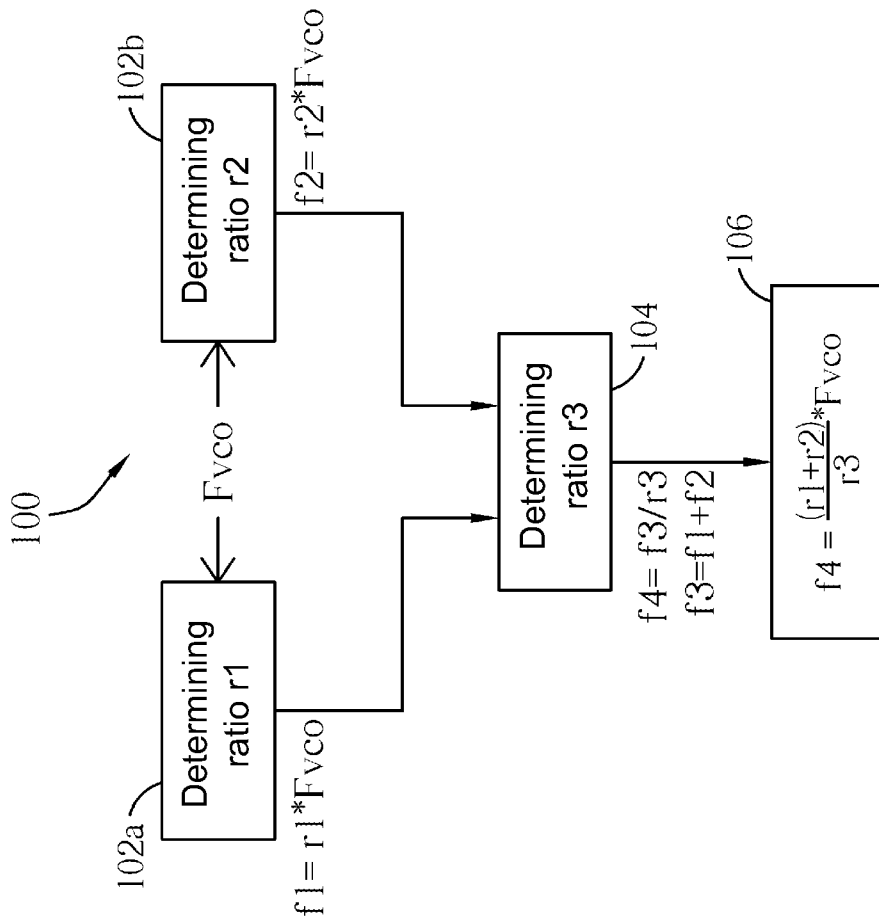 100
102a
Determining
ratio r1
Fvco
102b
Determining
ratio r2
f1= r1*Fvco
f2= r2*Fvco
Determining
ratio r3
104
f4= f3/r3
f3=f1+f2
106
f4 = (r1+r2)/r3 *Fvco